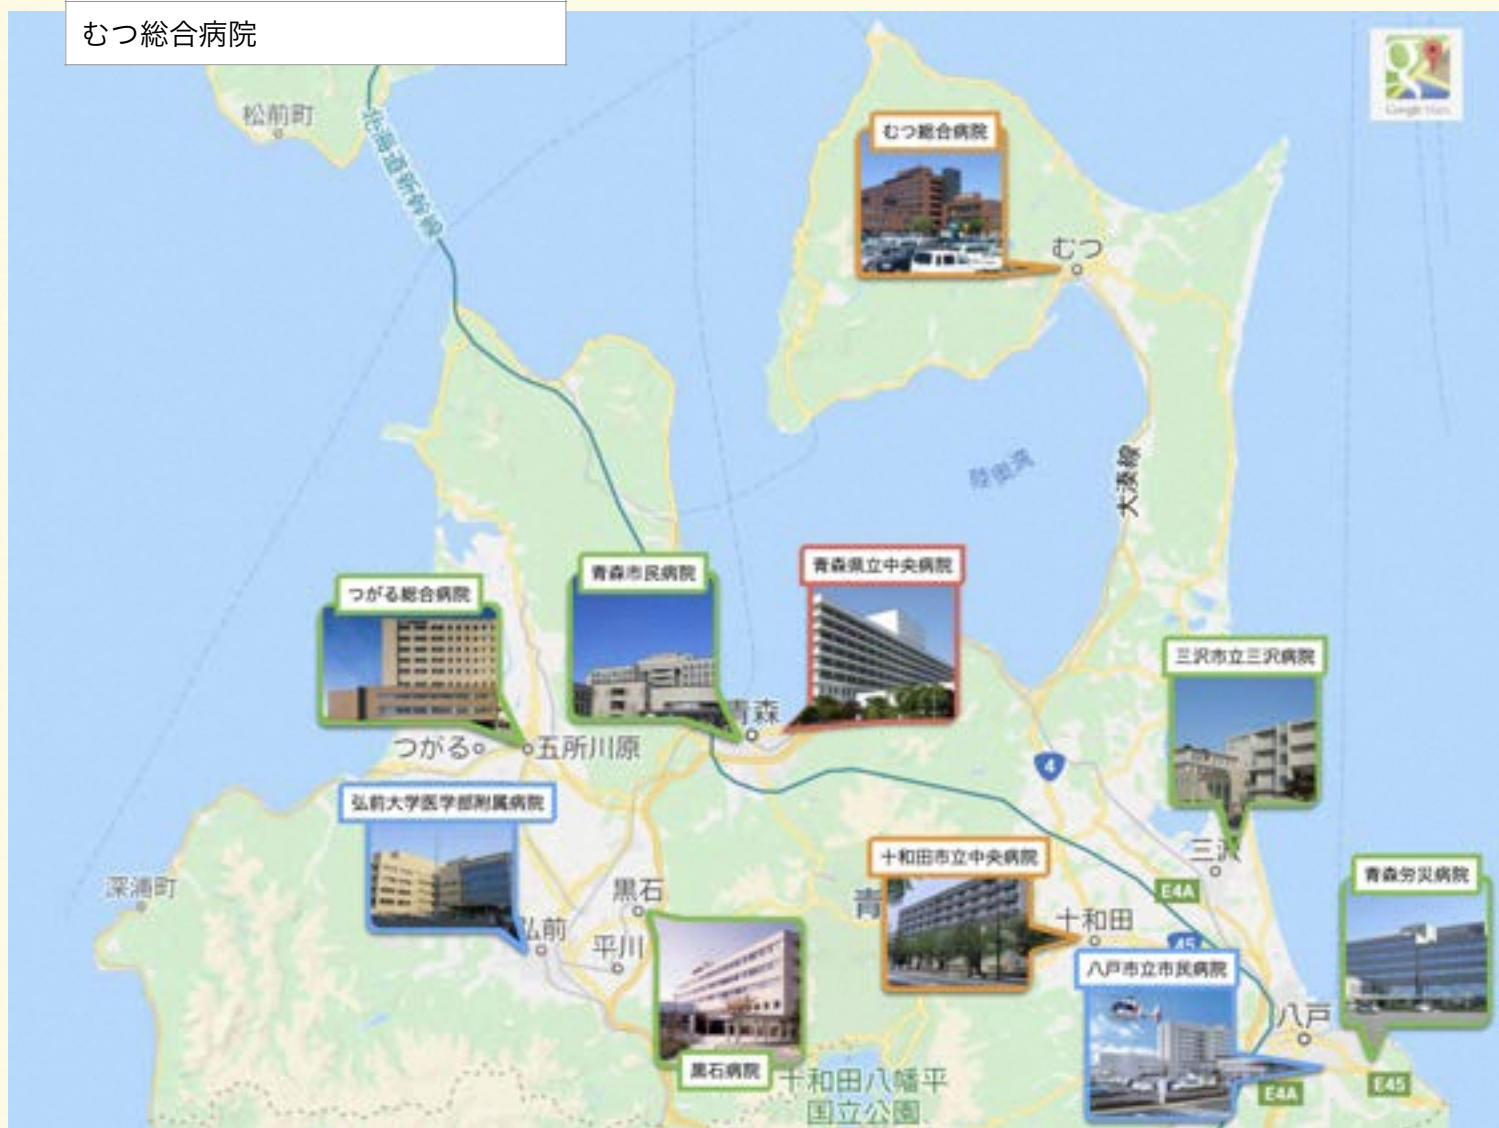 むつ総合病院
松前町
北海道新幹線
むつ総合病院
むつ
陸奥湾
大湊線
つがる総合病院
青森市民病院
青森県立中央病院
三沢市立三沢病院
青森
つがる
五所川原
4
弘前大学医学部附属病院
三沢
十和田市立中央病院
青森労災病院
深浦町
黒石
E4A
青
十和田
弘前
平川
45
八戸市立市民病院
八戸
黒石病院
十和田八幡平
国立公園
E4A
E45